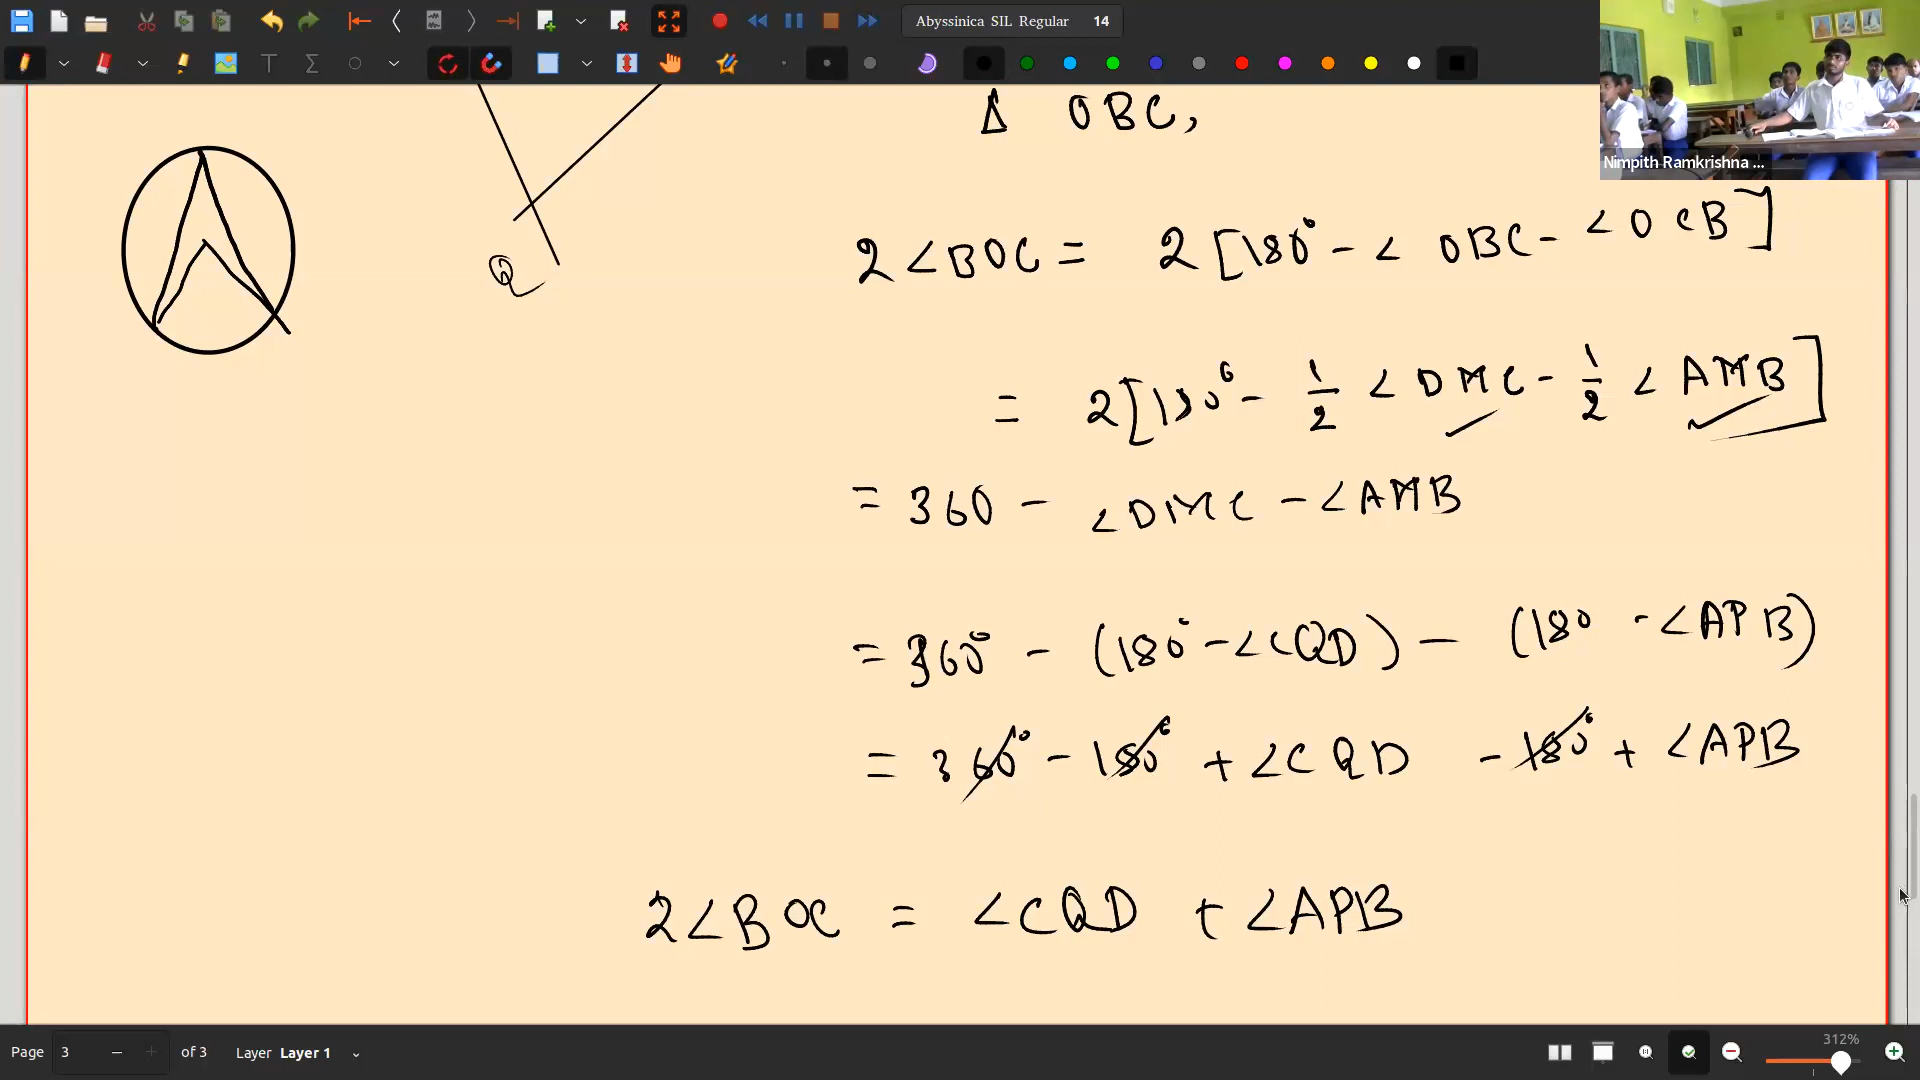 Abyssinica SIL Regular 14
Nimpith Ramkrishna ...
Δ OBC,
Q
2∠BOC = 2[180° - ∠OBC - ∠OCB]
= 2[180° - 1/2 ∠DMC - 1/2 ∠AMB]
= 360 - ∠DMC - ∠AMB
= 360° - (180° - ∠CQD) - (180 - ∠APB)
= 360° - 180° + ∠CQD - 180° + ∠APB
2∠BOC = ∠CQD + ∠APB
Page 3 of 3 Layer Layer 1
312%